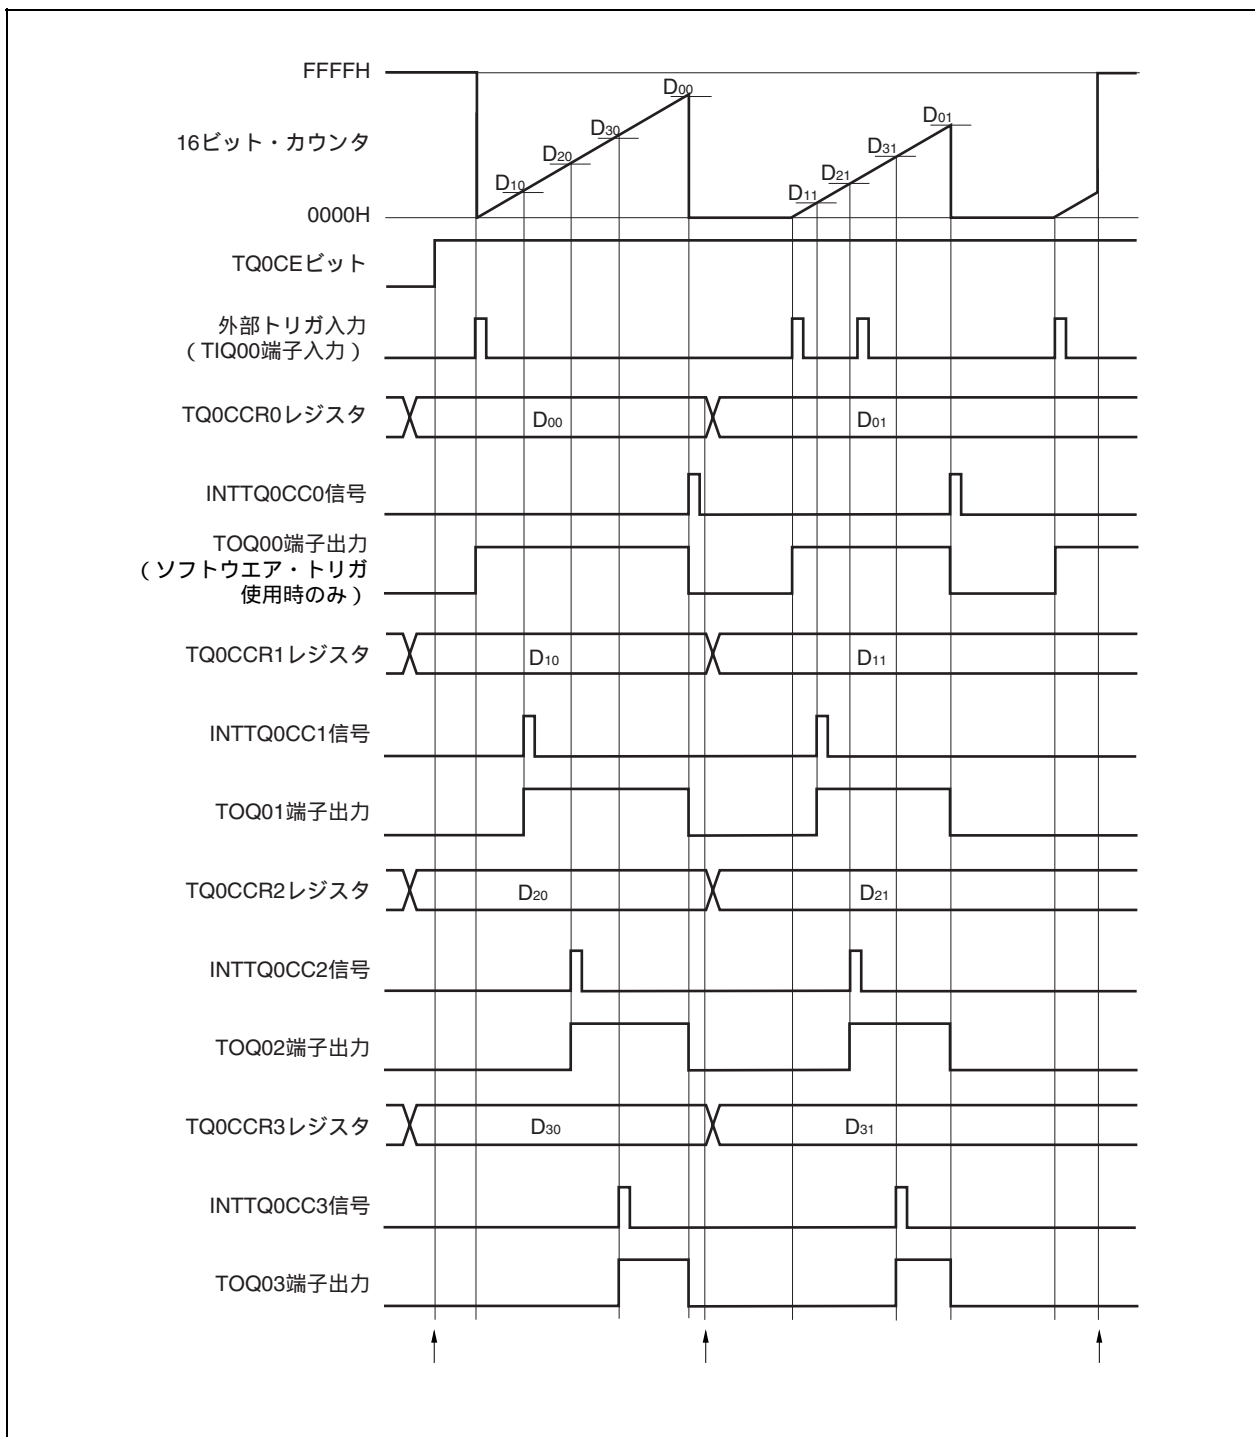 FFFFH
D00
D01
16ビット・カウンタ
D30
D31
D20
D21
D10
D11
0000H
TQ0CEビット
外部トリガ入力
（TIQ00端子入力）
TQ0CCR0レジスタ
D00
D01
INTTQ0CC0信号
TOQ00端子出力
（ソフトウエア・トリガ
使用時のみ）
TQ0CCR1レジスタ
D10
D11
INTTQ0CC1信号
TOQ01端子出力
TQ0CCR2レジスタ
D20
D21
INTTQ0CC2信号
TOQ02端子出力
TQ0CCR3レジスタ
D30
D31
INTTQ0CC3信号
TOQ03端子出力